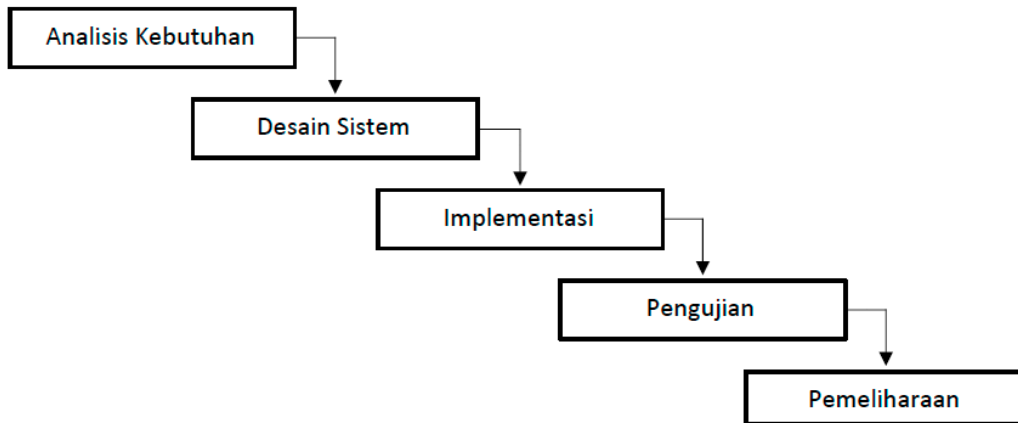 Analisis Kebutuhan
Desain Sistem
Implementasi
Pengujian
Pemeliharaan